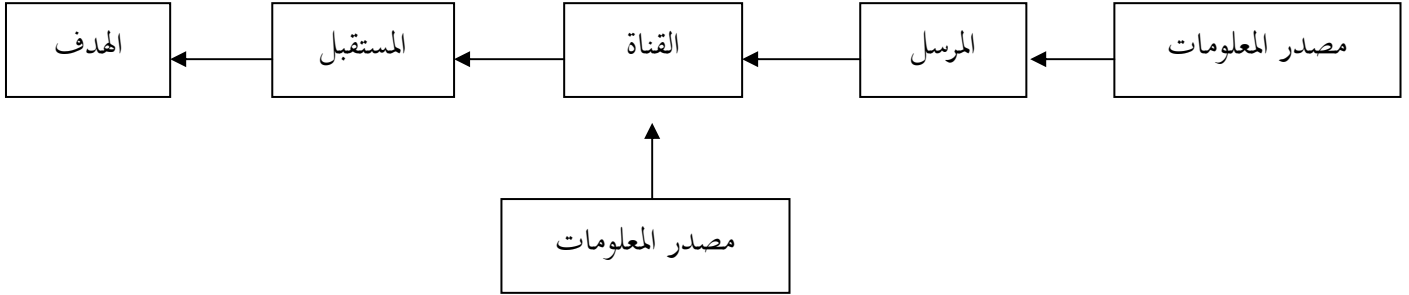 مصدر المعلومات
المرسل
القناة
المستقبل
الهدف
مصدر المعلومات